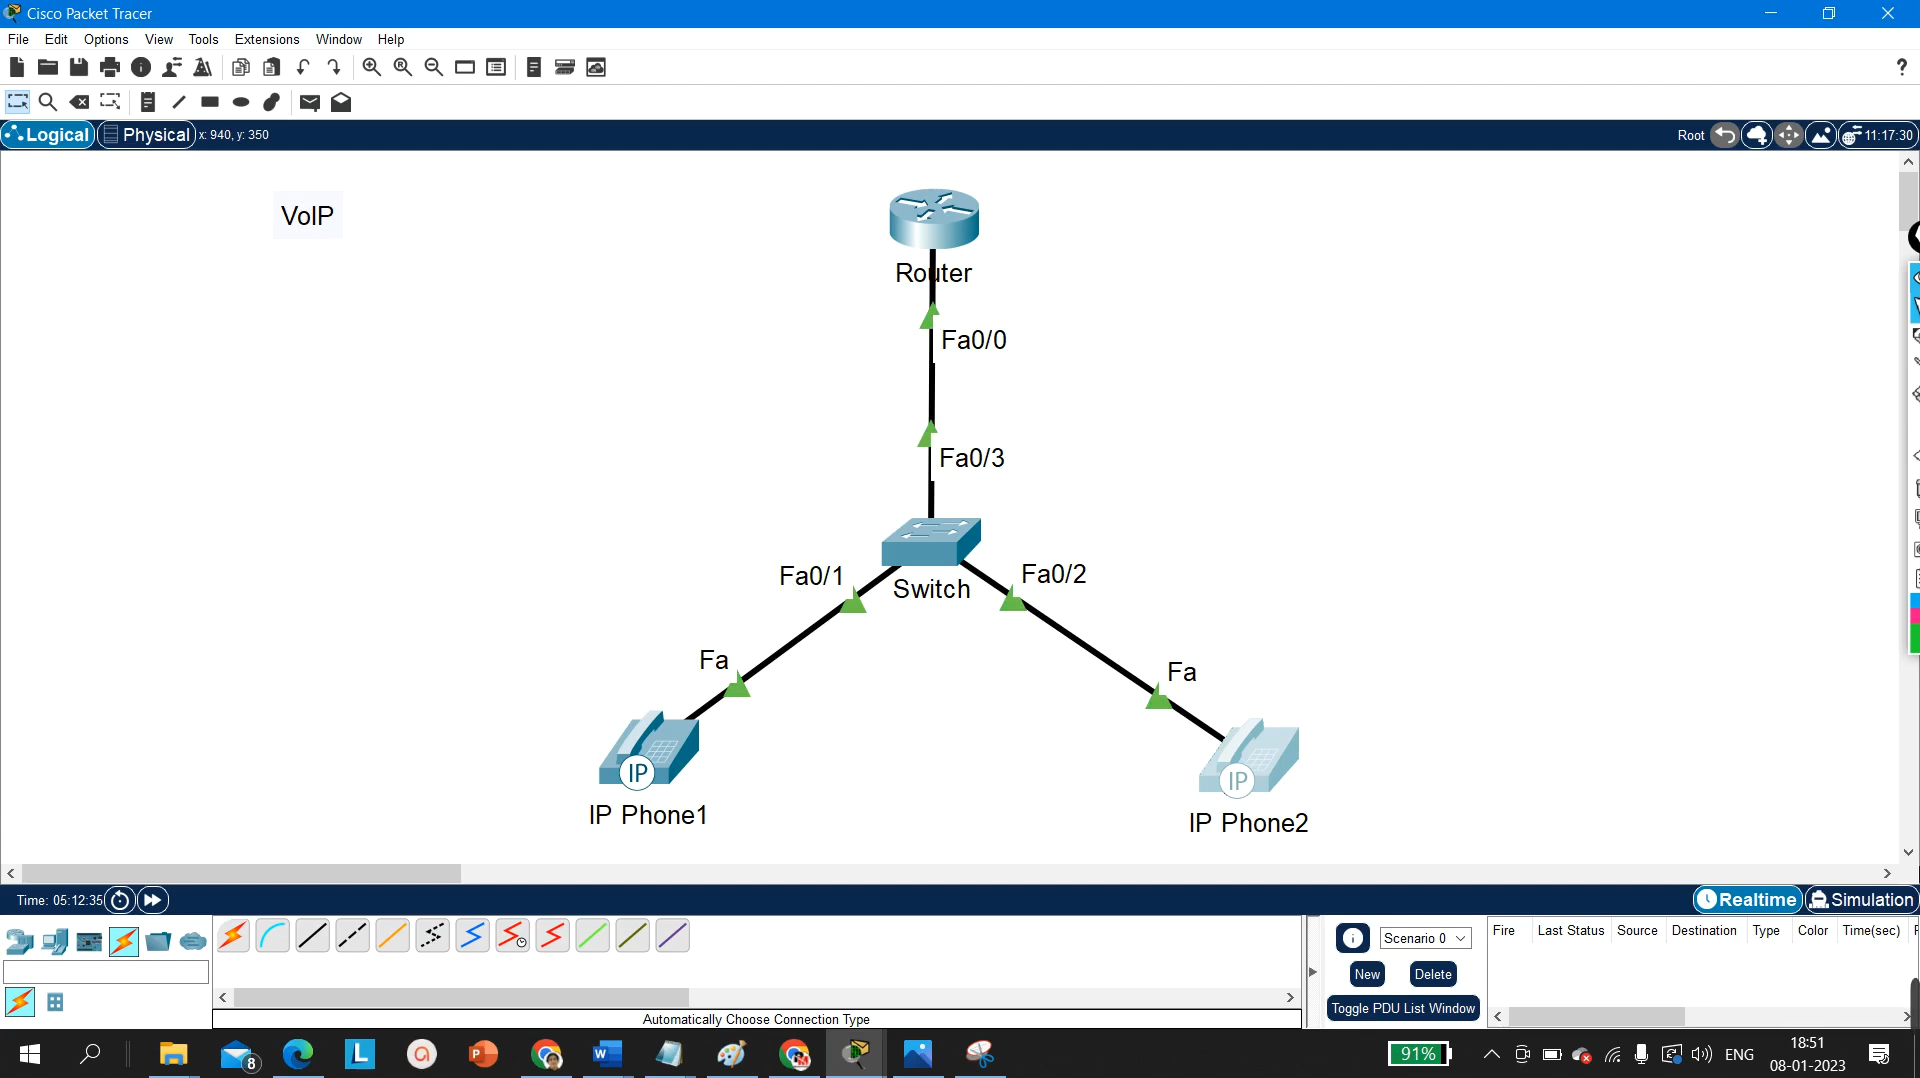 Cisco Packet Tracer
File Edit Options View Tools Extensions Window Help
?
Logical Physical x: 940, y: 350 Root 11:17:30
VoIP
Router
Fa0/0
Fa0/3
Fa0/1 Fa0/2
Switch
Fa Fa
IP IP
IP Phone1 IP Phone2
Time: 05:12:35 Realtime Simulation
Scenario 0 Fire Last Status Source Destination Type Color Time(sec)
New Delete
Toggle PDU List Window
Automatically Choose Connection Type
8 L a P W 91% ENG 18:51
08-01-2023